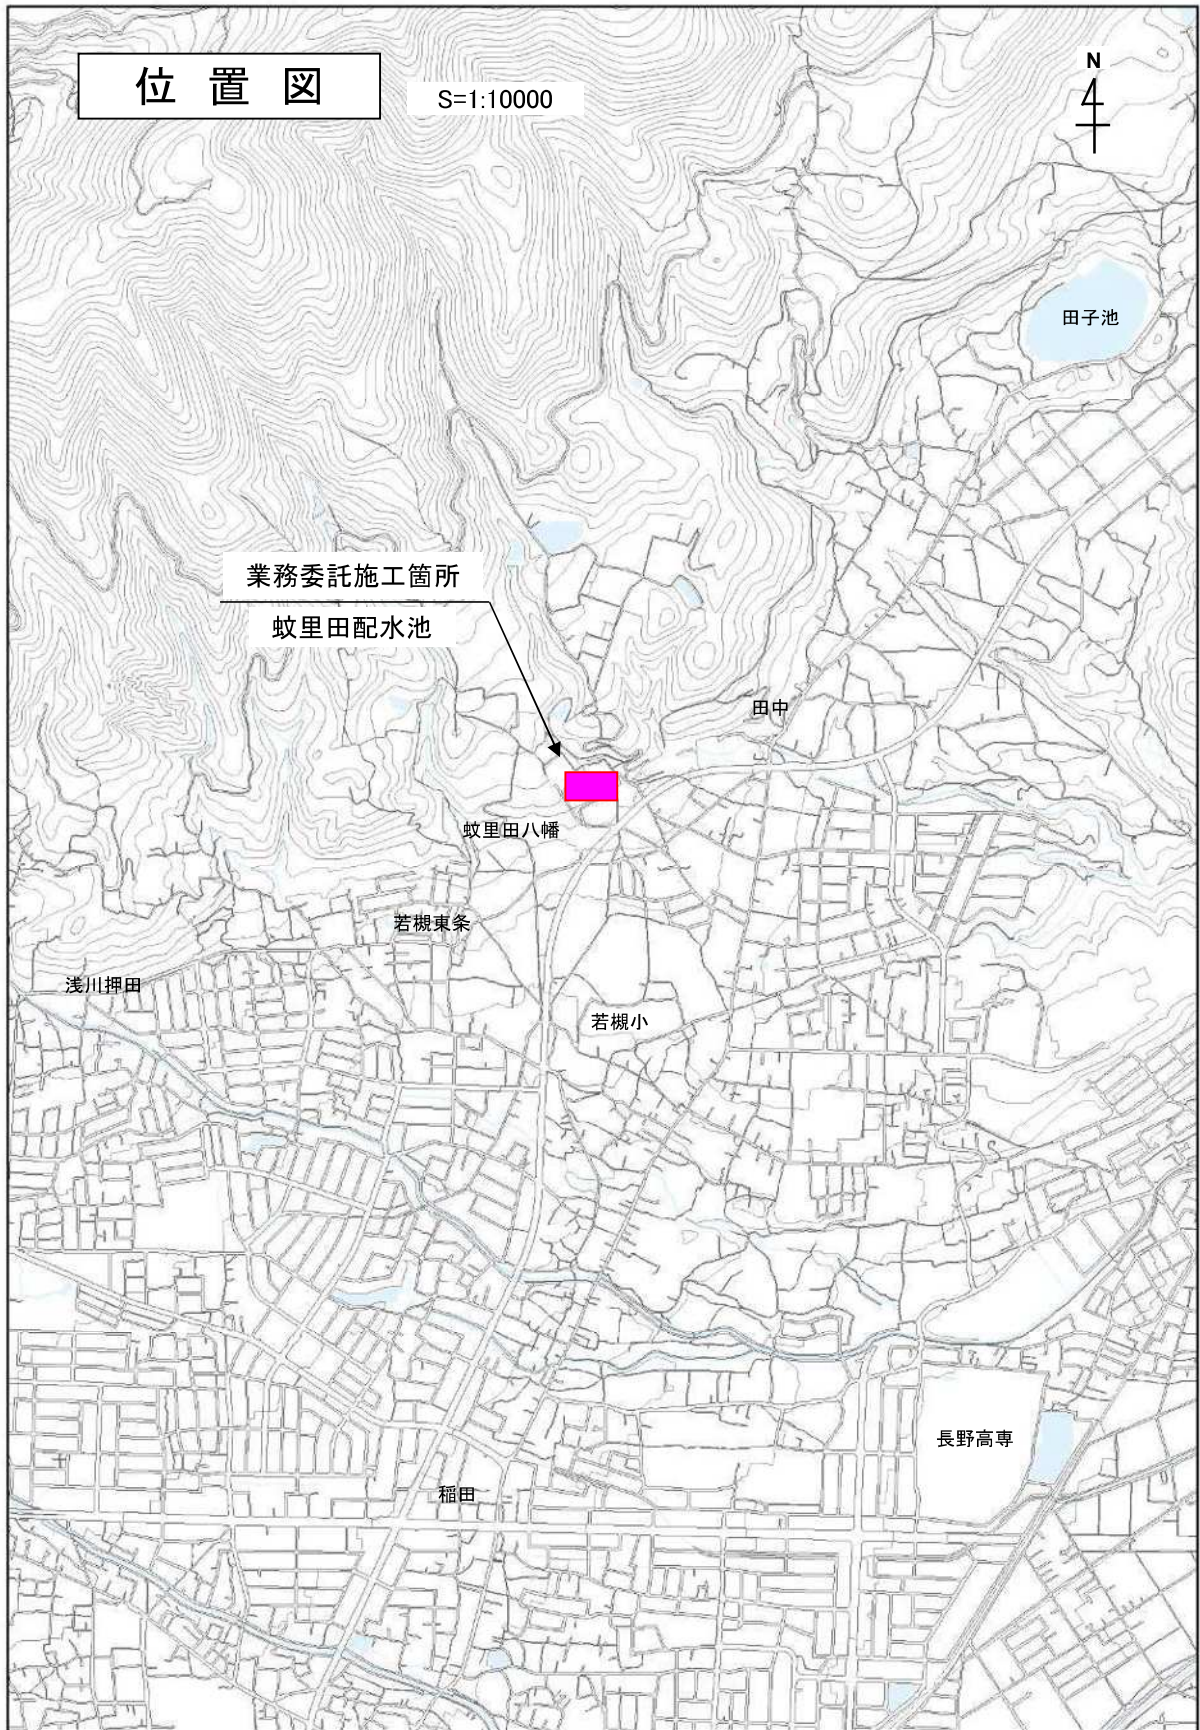 位置図
S=1:10000
N
田子池
業務委託施工箇所
蚊里田配水池
田中
蚊里田八幡
若槻東条
浅川押田
若槻小
長野高専
稲田